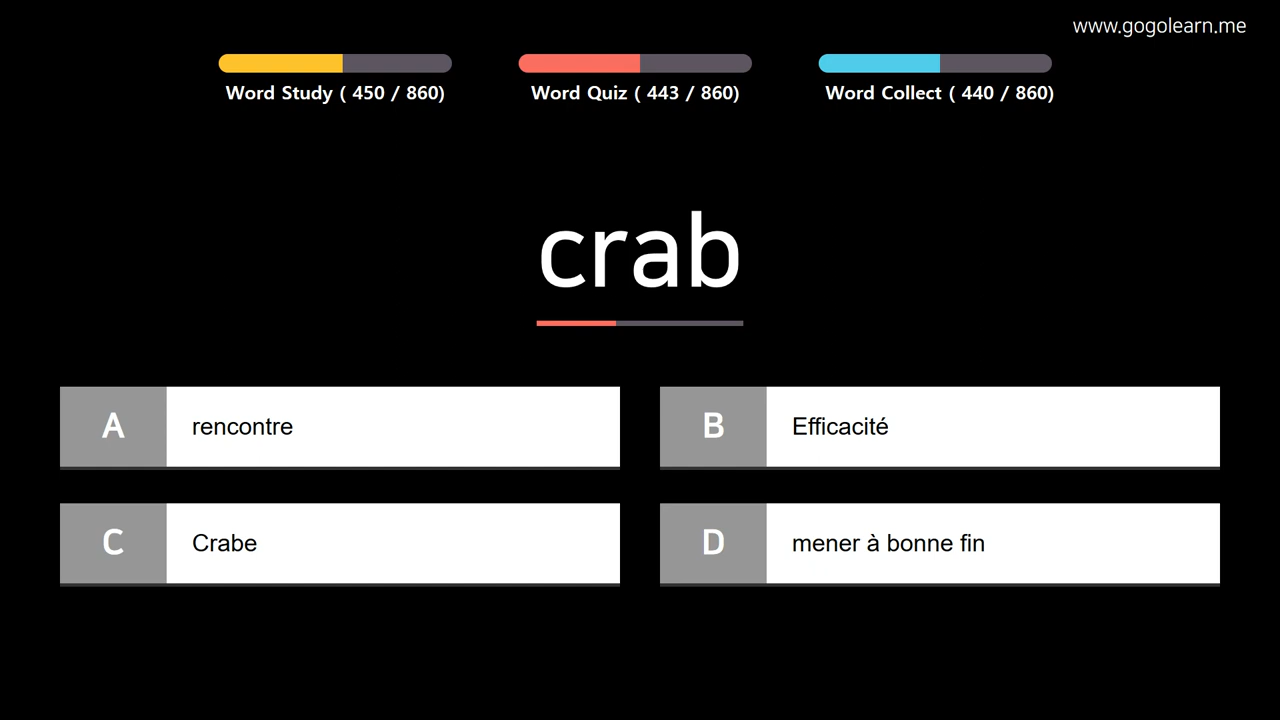 www.gogolearn.me
Word Study ( 450 / 860)
Word Quiz ( 443 / 860)
Word Collect ( 440 / 860)
crab
A rencontre
B Efficacité
C Crabe
D mener à bonne fin